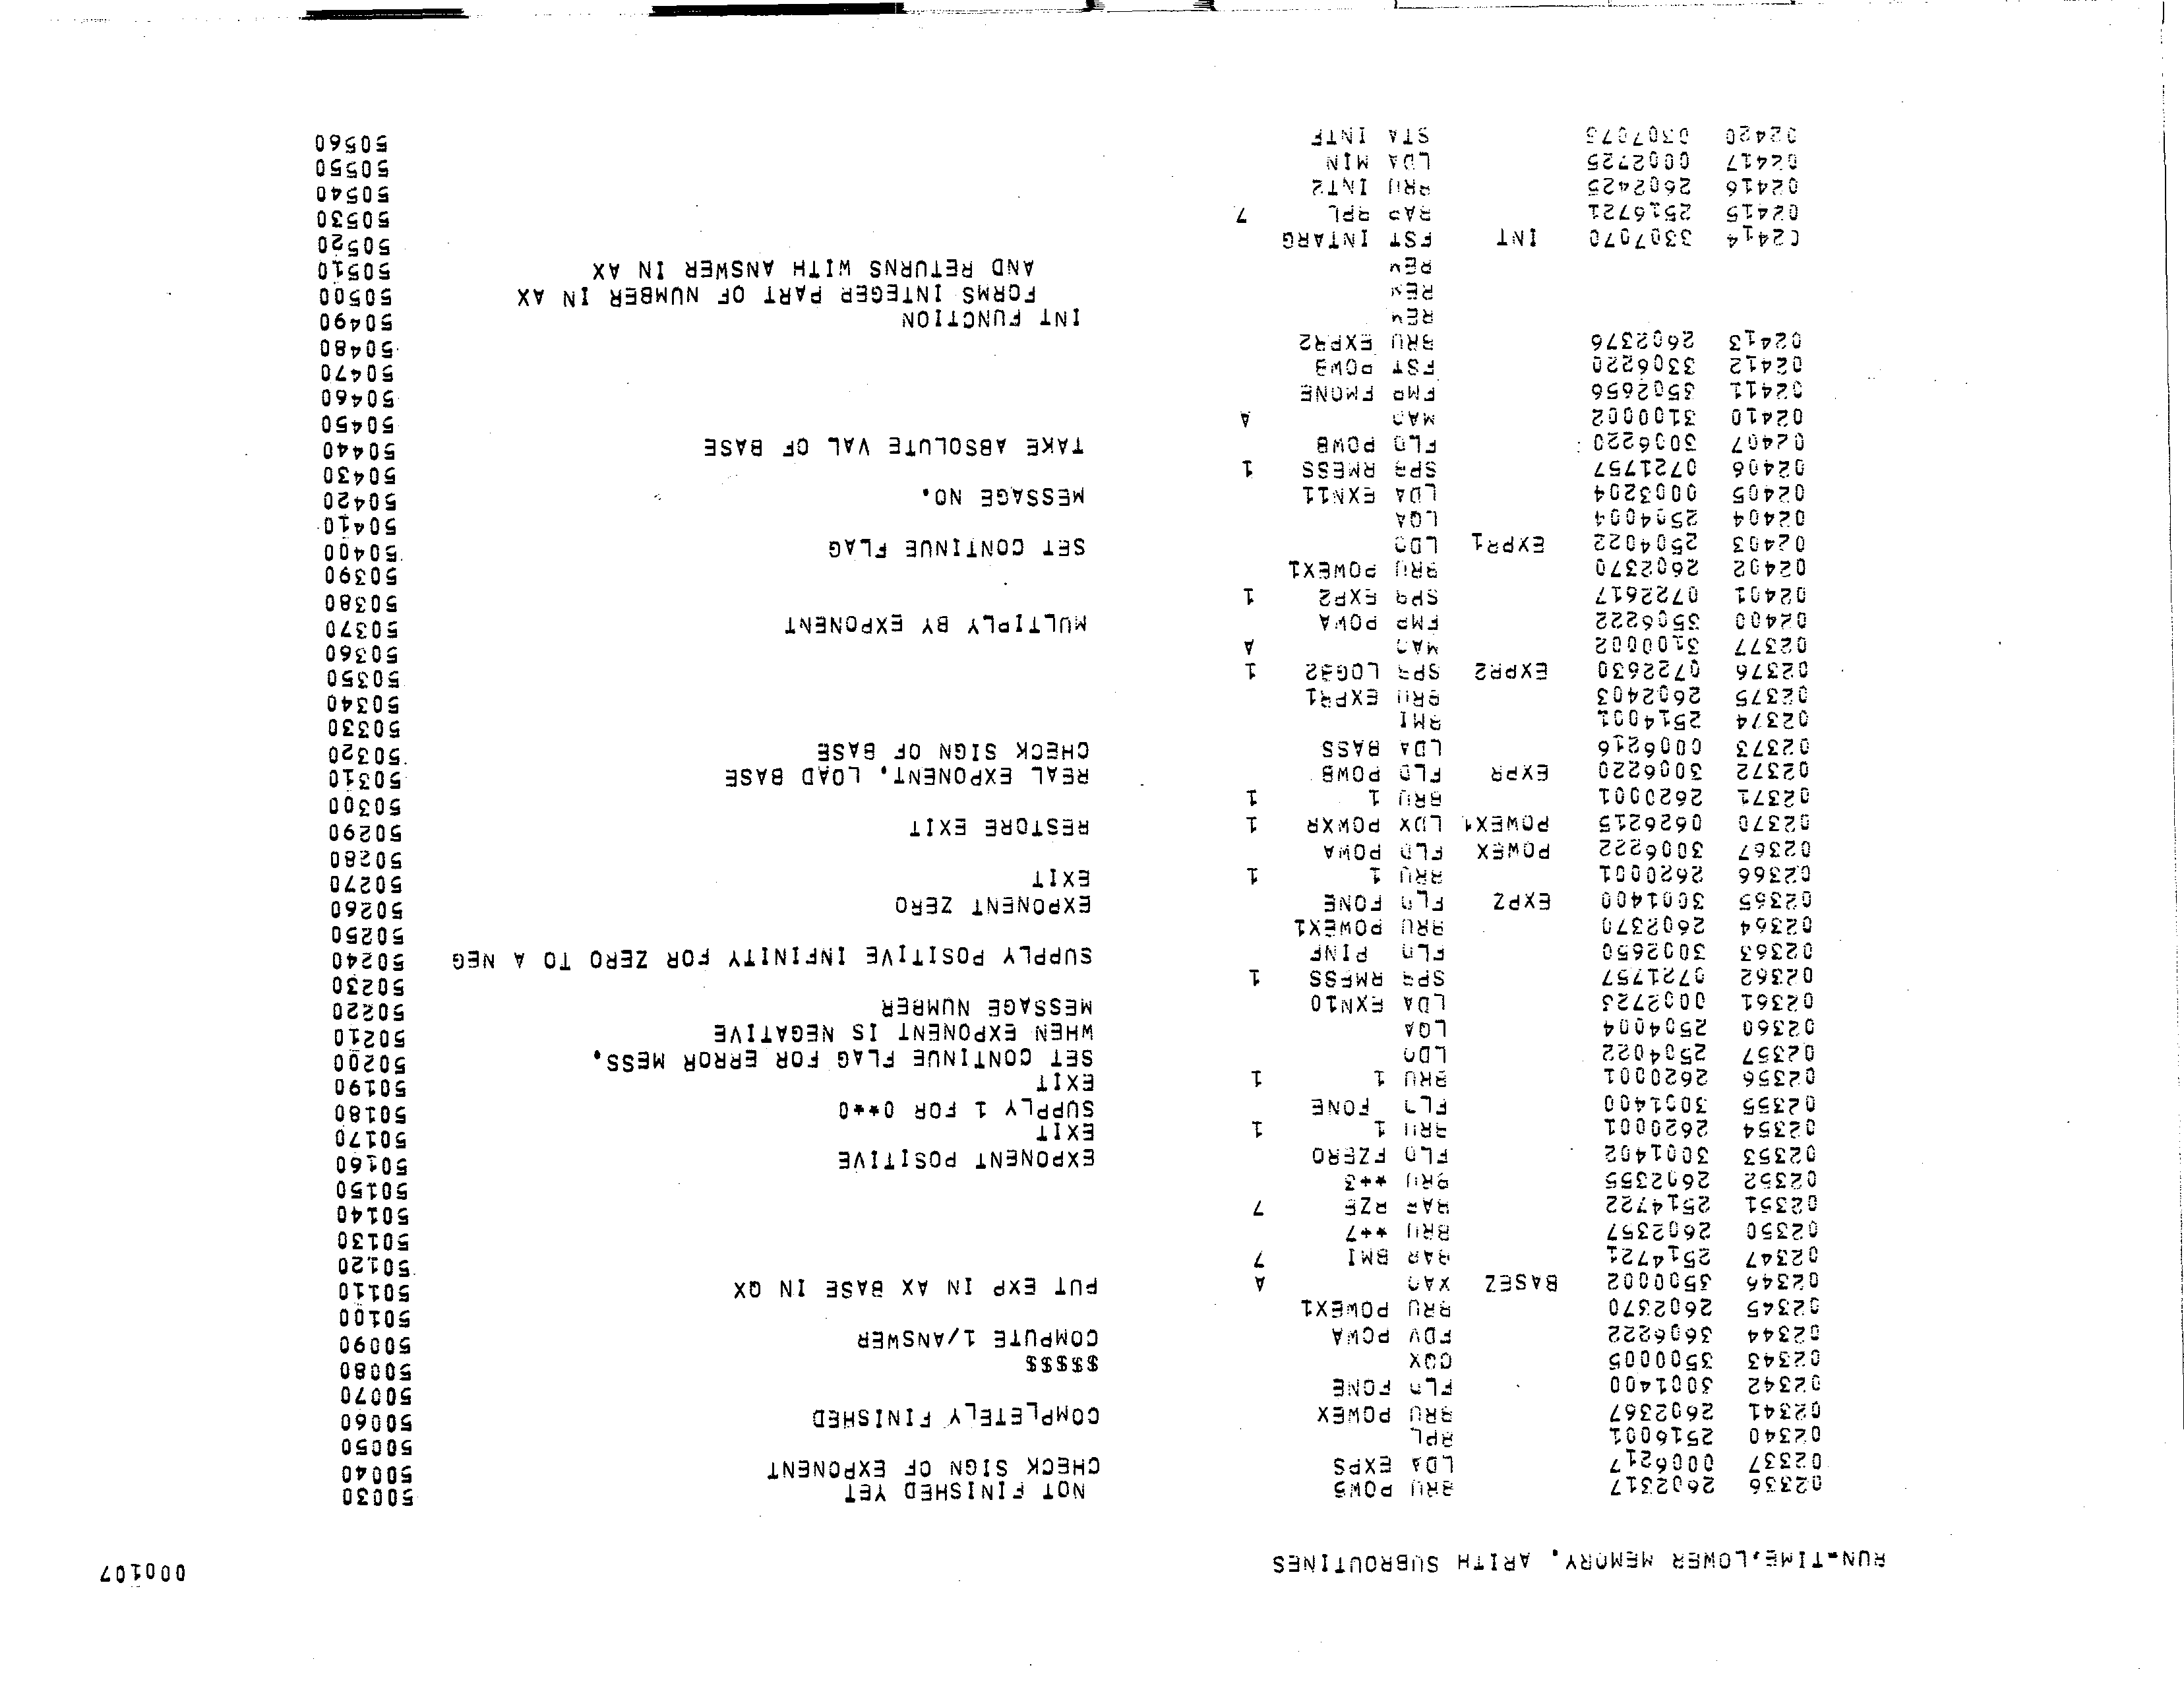 RUN-TIME,LOWER MEMORY, ARITH SUBROUTINES 000107
02336 2602317 BRU POW5 NOT FINISHED YET 50030
02337 0006217 LDA EXPS CHECK SIGN OF EXPONENT 50040
02340 2516001 BPL 50050
02341 2602367 BRU POWEX COMPLETELY FINISHED 50060
02342 3001400 FLD FONE 50070
02343 3500005 $$$$$ 50080
02344 3606222 FDV POWA COMPUTE 1/ANSWER 50090
02345 2602370 BRU POWEX1 50100
02346 3500002 BASEZ XAQ A PUT EXP IN AX BASE IN QX 50110
02347 2514721 BAR BMI 7 50120
02350 2602357 BRU *+7 50130
02351 2514722 BAR BZE 7 50140
02352 2602355 BRU *+3 50150
02353 3001402 FLD FZERO EXPONENT POSITIVE 50160
02354 2620001 BRU 1 1 EXIT 50170
02355 3001400 FLD FONE SUPPLY 1 FOR 0**0 50180
02356 2620001 BRU 1 1 EXIT 50190
02357 2504022 LDO SET CONTINUE FLAG FOR ERROR MESS. 50200
02360 2504004 LQA WHEN EXPONENT IS NEGATIVE 50210
02361 0002723 LDA EXN10 MESSAGE NUMBER 50220
02362 0721757 SPB RMESS 1 50230
02363 3002650 FLD PINF SUPPLY POSITIVE INFINITY FOR ZERO TO A NEG 50240
02364 2602370 BRU POWEX1 50250
02365 3001400 EXPZ FLD FONE EXPONENT ZERO 50260
02366 2620001 BRU 1 1 EXIT 50270
02367 3006222 POWEX FLD POWA 50280
02370 0626215 POWEX1 LDX POWXR 1 RESTORE EXIT 50290
02371 2620001 BRU 1 1 50300
02372 3006220 EXPR FLD POWB REAL EXPONENT, LOAD BASE 50310
02373 0006216 LDA BASS CHECK SIGN OF BASE 50320
02374 2514001 BMI 50330
02375 2602403 BRU EXPR1 50340
02376 0722630 EXPR2 SPB LOG32 1 50350
02377 3100002 MAQ A 50360
02400 3506222 FMP POWA MULTIPLY BY EXPONENT 50370
02401 0722617 SPB EXP2 1 50380
02402 2602370 BRU POWEX1 50390
02403 2504022 EXPR1 LDO SET CONTINUE FLAG 50400
02404 2504004 LQA 50410
02405 0003204 LDA EXN11 MESSAGE NO. 50420
02406 0721757 SPB RMESS 1 50430
02407 3006220 FLD POWB TAKE ABSOLUTE VAL OF BASE 50440
02410 3100002 MAQ A 50450
02411 3502656 FMP FMONE 50460
02412 3306220 FST POWB 50470
02413 2602376 BRU EXPR2 50480
REM INT FUNCTION 50490
REM FORMS INTEGER PART OF NUMBER IN AX 50500
REM AND RETURNS WITH ANSWER IN AX 50510
02414 3307070 INT FST INTARG 50520
02415 2516721 BAR BPL 7 50530
02416 2602425 BRU INT2 50540
02417 0002725 LDA MIN 50550
02420 0307075 STA INTF 50560